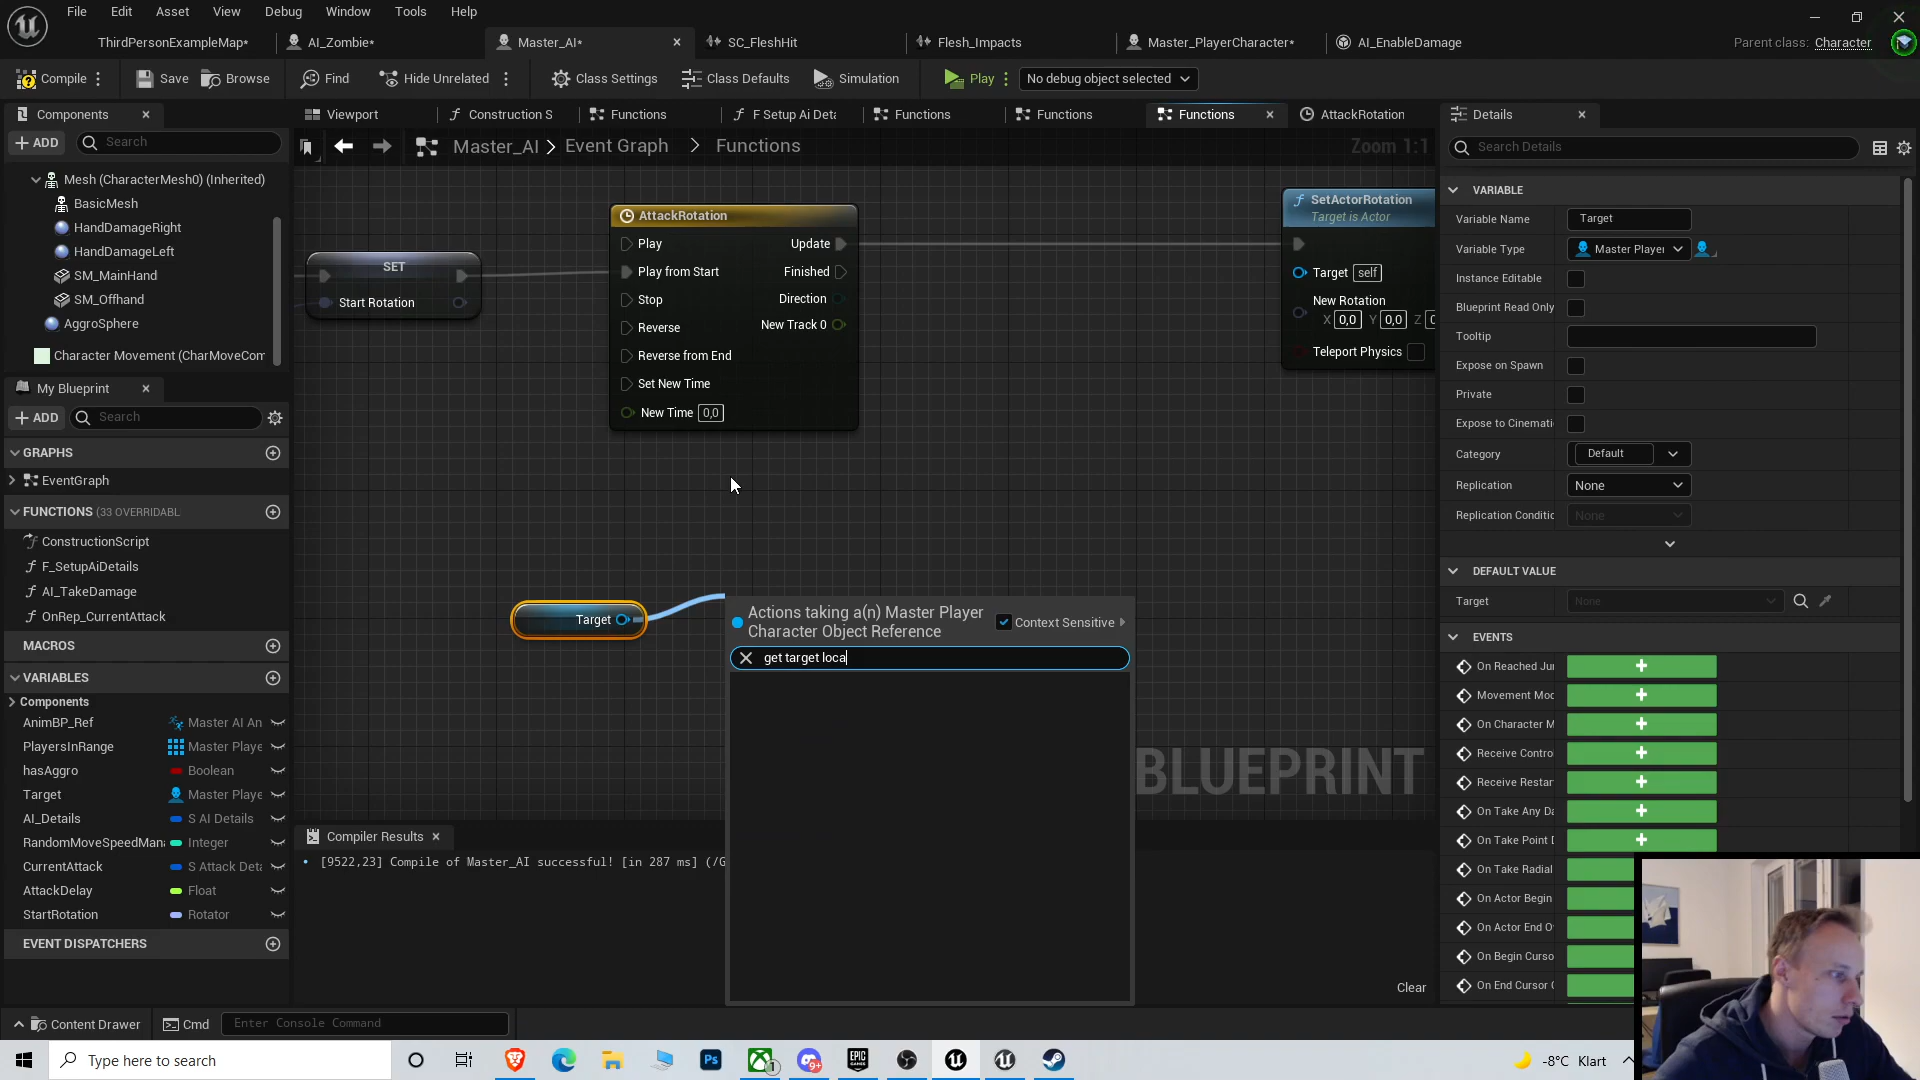 File Edit Asset View Debug Window Tools Help
ThirdPersonExampleMap* AI_Zombie* Master_AI* SC_FleshHit Flesh_Impacts Master_PlayerCharacter* AI_EnableDamage Parent class: Character
Compile Save Browse Find Hide Unrelated Class Settings Class Defaults Simulation Play No debug object selected
Components Viewport Construction S Functions F Setup Ai Deta Functions Functions Functions AttackRotation Details
ADD Search Master_AI > Event Graph > Functions Zoom 1:1 Search Details
Mesh (CharacterMesh0) (Inherited)
BasicMesh
HandDamageRight
HandDamageLeft
SM_MainHand
SM_Offhand
AggroSphere
Character Movement (CharMoveCom
My Blueprint
ADD Search
GRAPHS
EventGraph
FUNCTIONS (33 OVERRIDABL
ConstructionScript
F_SetupAiDetails
AI_TakeDamage
OnRep_CurrentAttack
MACROS
VARIABLES
Components
AnimBP_Ref Master AI An
PlayersInRange Master Playe
hasAggro Boolean
Target Master Playe
AI_Details S AI Details
RandomMoveSpeedMana Integer
CurrentAttack S Attack Deta
AttackDelay Float
StartRotation Rotator
EVENT DISPATCHERS
SET
Start Rotation
AttackRotation
Play Update
Play from Start Finished
Stop Direction
Reverse New Track 0
Reverse from End
Set New Time
New Time 0,0
SetActorRotation
Target is Actor
Target self
New Rotation
X 0,0 Y 0,0 Z 0
Teleport Physics
Target
Actions taking a(n) Master Player
Character Object Reference Context Sensitive
get target loca
BLUEPRINT
Compiler Results
[9522,23] Compile of Master_AI successful! [in 287 ms] (/G
Clear
VARIABLE
Variable Name Target
Variable Type Master Player
Instance Editable
Blueprint Read Only
Tooltip
Expose on Spawn
Private
Expose to Cinemati
Category Default
Replication None
Replication Conditic None
DEFAULT VALUE
Target None
EVENTS
On Reached Ju
Movement Moc
On Character M
Receive Contro
Receive Restar
On Take Any Da
On Take Point D
On Take Radial
On Actor Begin
On Actor End O
On Begin Curso
On End Cursor C
Content Drawer Cmd Enter Console Command
Type here to search -8°C Klart